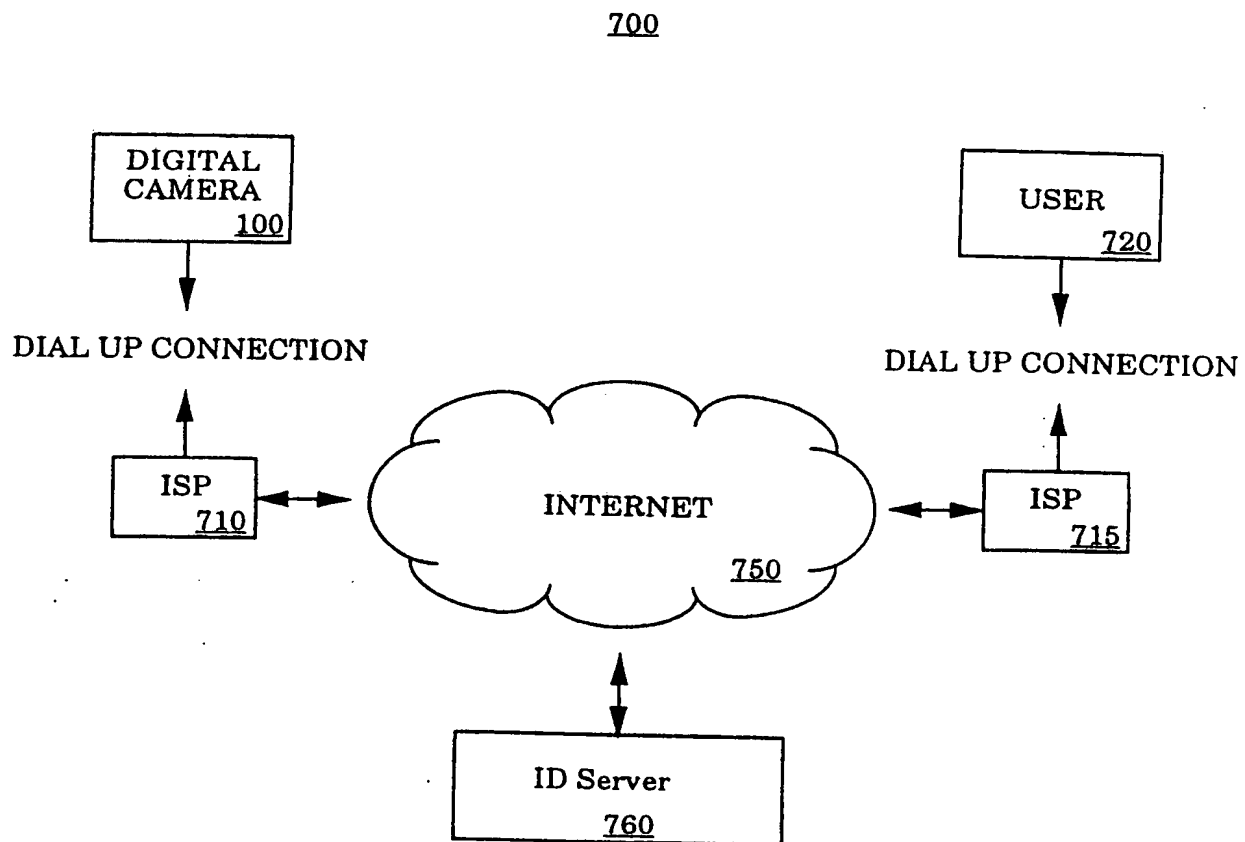 700
DIGITAL
CAMERA
100
USER
720
DIAL UP CONNECTION
DIAL UP CONNECTION
ISP
710
INTERNET
750
ISP
715
ID Server
760